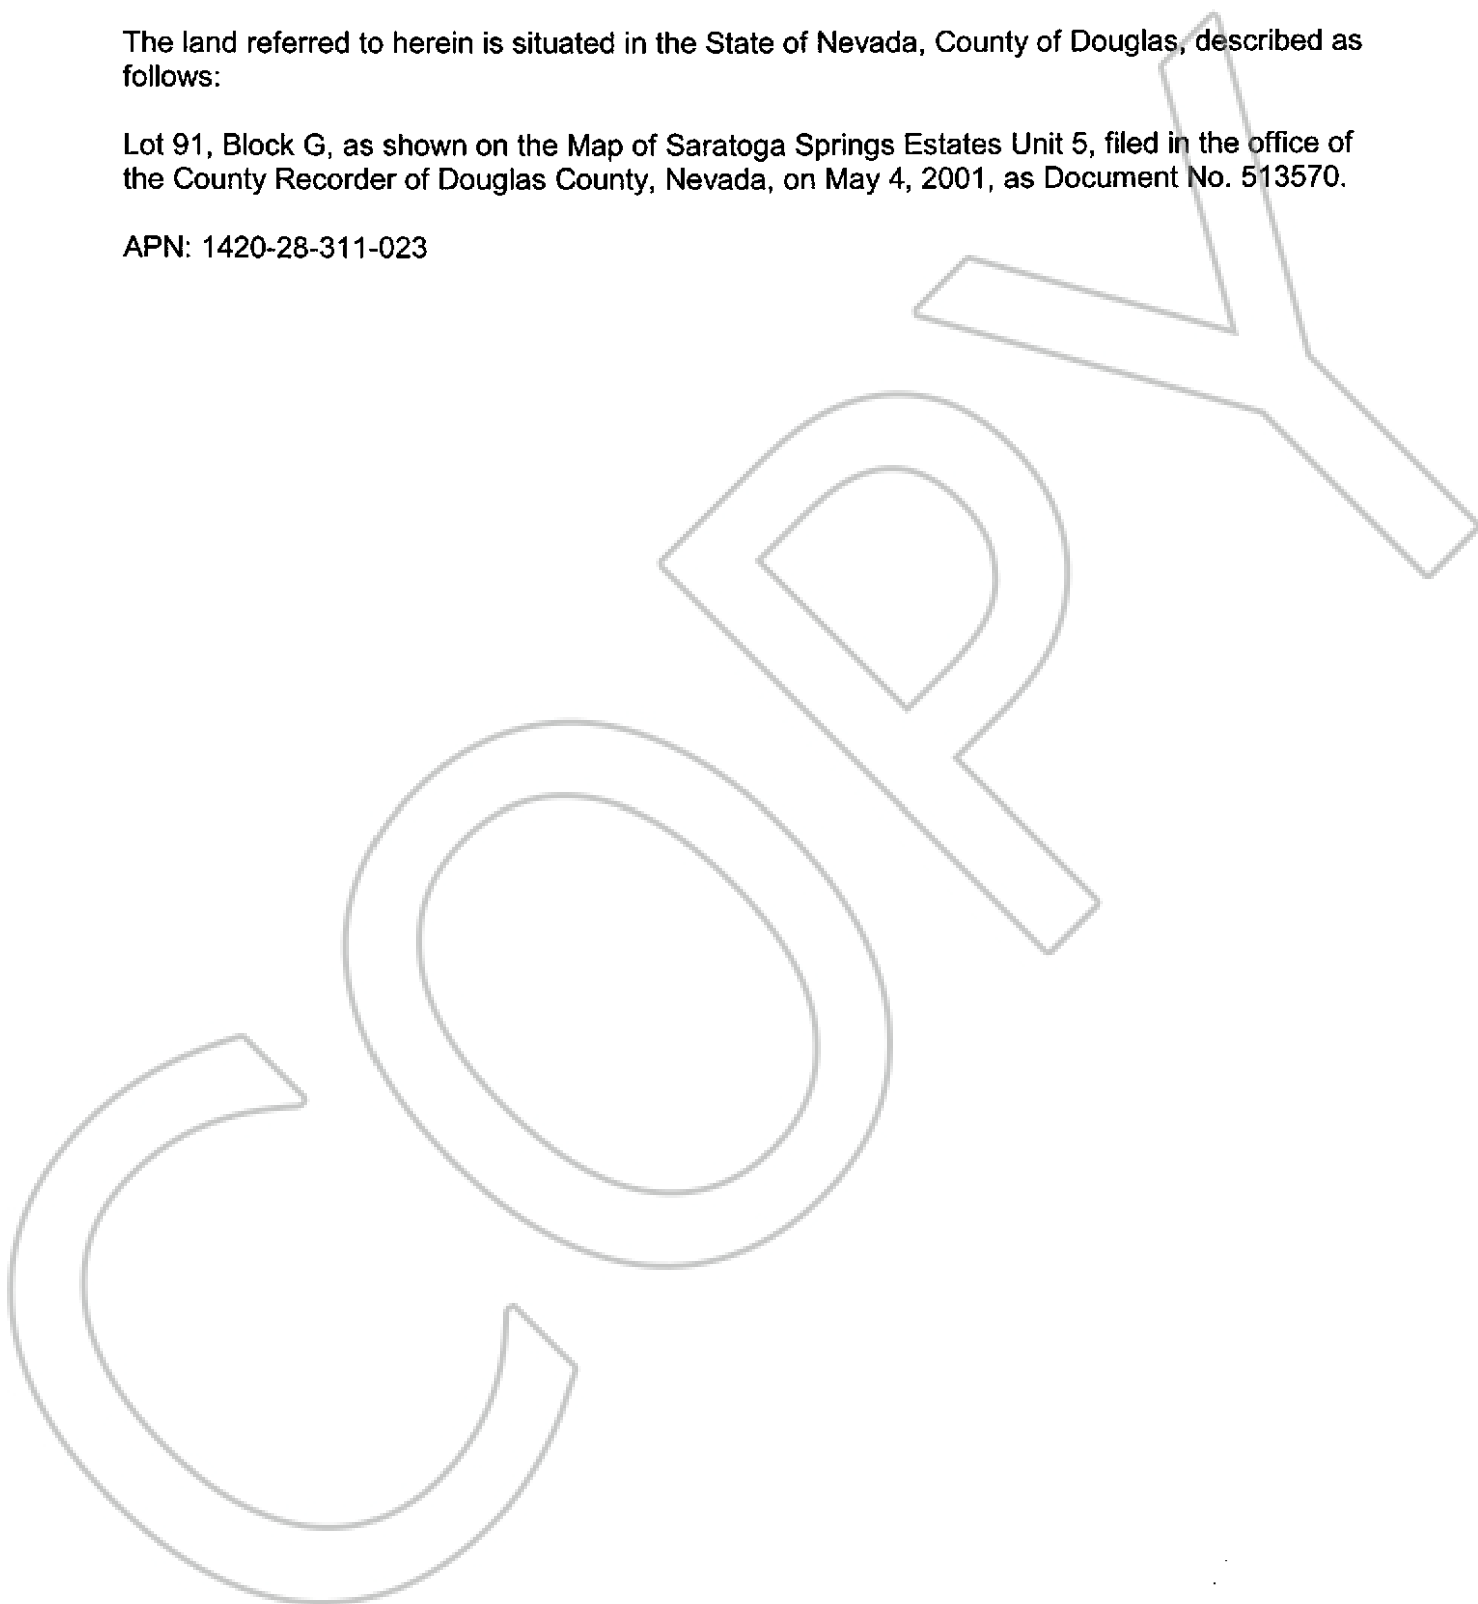 The land referred to herein is situated in the State of Nevada, County of Douglas, described as
follows:
Lot 91, Block G, as shown on the Map of Saratoga Springs Estates Unit 5, filed in the office of
the County Recorder of Douglas County, Nevada, on May 4, 2001, as Document No. 513570.
APN: 1420-28-311-023
COPY